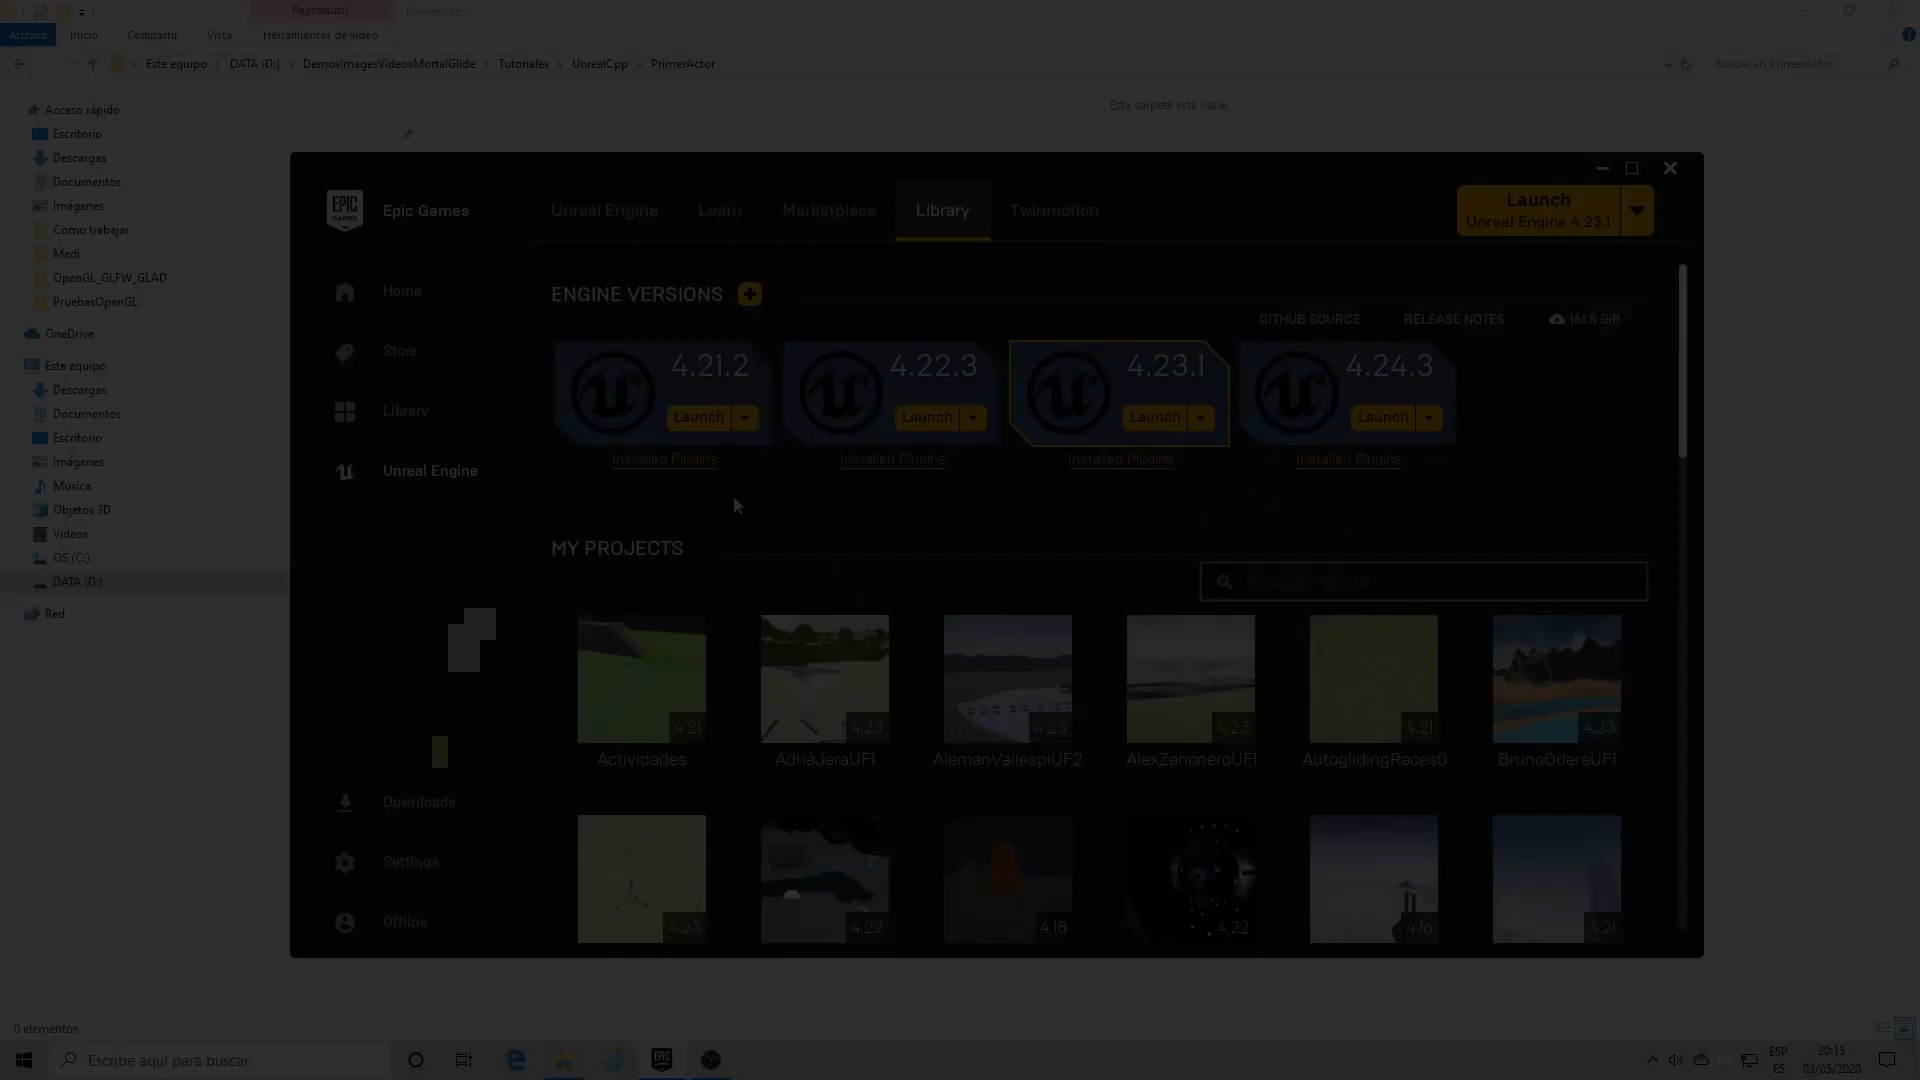 Reproducir
PrimerActor
Archivo
Inicio
Compartir
Vista
Herramientas de video
Este equipo
DATA (D:)
DemosImagesVideosMortalGlide
Tutoriales
UnrealCpp
PrimerActor
Buscar en PrimerActor
Acceso rápido
Escritorio
Descargas
Documentos
Imágenes
Como trabajar
Medi
OpenGL_GLFW_GLAD
PruebasOpenGL
OneDrive
Este equipo
Descargas
Documentos
Escritorio
Imágenes
Música
Objetos 3D
Vídeos
OS (C:)
DATA (D:)
Red
Esta carpeta está vacía.
EPIC GAMES
Epic Games
Unreal Engine
Learn
Marketplace
Library
Twinmotion
Launch
Unreal Engine 4.23.1
Home
Store
Library
Unreal Engine
Downloads
Settings
Offline
ENGINE VERSIONS
GITHUB SOURCE
RELEASE NOTES
161.5 GIB
4.21.2
Launch
Installed Plugins
4.22.3
Launch
Installed Plugins
4.23.1
Launch
Installed Plugins
4.24.3
Launch
Installed Plugins
MY PROJECTS
4.21
Actividades
4.23
AdriàJeraUF1
4.23
AlemanVallespiUF2
4.23
AlexZahoneroUF1
4.21
AutoglidingRaces0
4.23
BrunoOderaUF1
4.23
4.22
4.18
4.22
4.16
4.21
0 elementos
Escribe aquí para buscar
EPIC
ESP
ES
20:15
03/05/2020